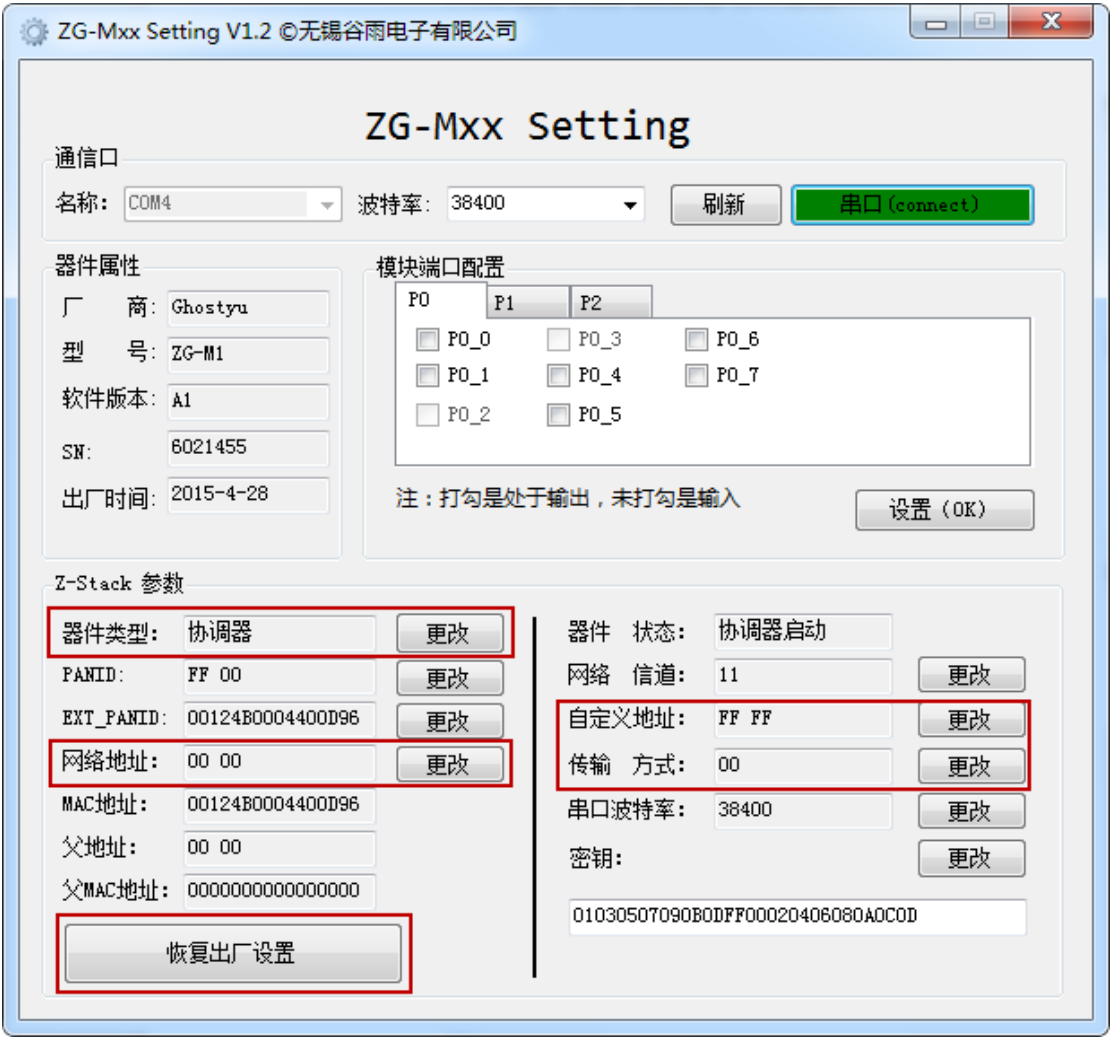 ZG-Mxx Setting V1.2 ©无锡谷雨电子有限公司
ZG-Mxx Setting
通信口
名称: COM4 波特率: 38400 刷新 串口(connect)
器件属性
厂 商: Ghostyu
型 号: ZG-M1
软件版本: A1
SN: 6021455
出厂时间: 2015-4-28
模块端口配置
P0 P1 P2
P0_0 P0_3 P0_6
P0_1 P0_4 P0_7
P0_2 P0_5
注：打勾是处于输出，未打勾是输入
设置 (OK)
Z-Stack 参数
器件类型: 协调器 更改
PANID: FF 00 更改
EXT_PANID: 00124B0004400D96 更改
网络地址: 00 00 更改
MAC地址: 00124B0004400D96
父地址: 00 00
父MAC地址: 0000000000000000
恢复出厂设置
器件 状态: 协调器启动
网络 信道: 11 更改
自定义地址: FF FF 更改
传输 方式: 00 更改
串口波特率: 38400 更改
密钥: 更改
01030507090B0DFF00020406080A0C0D